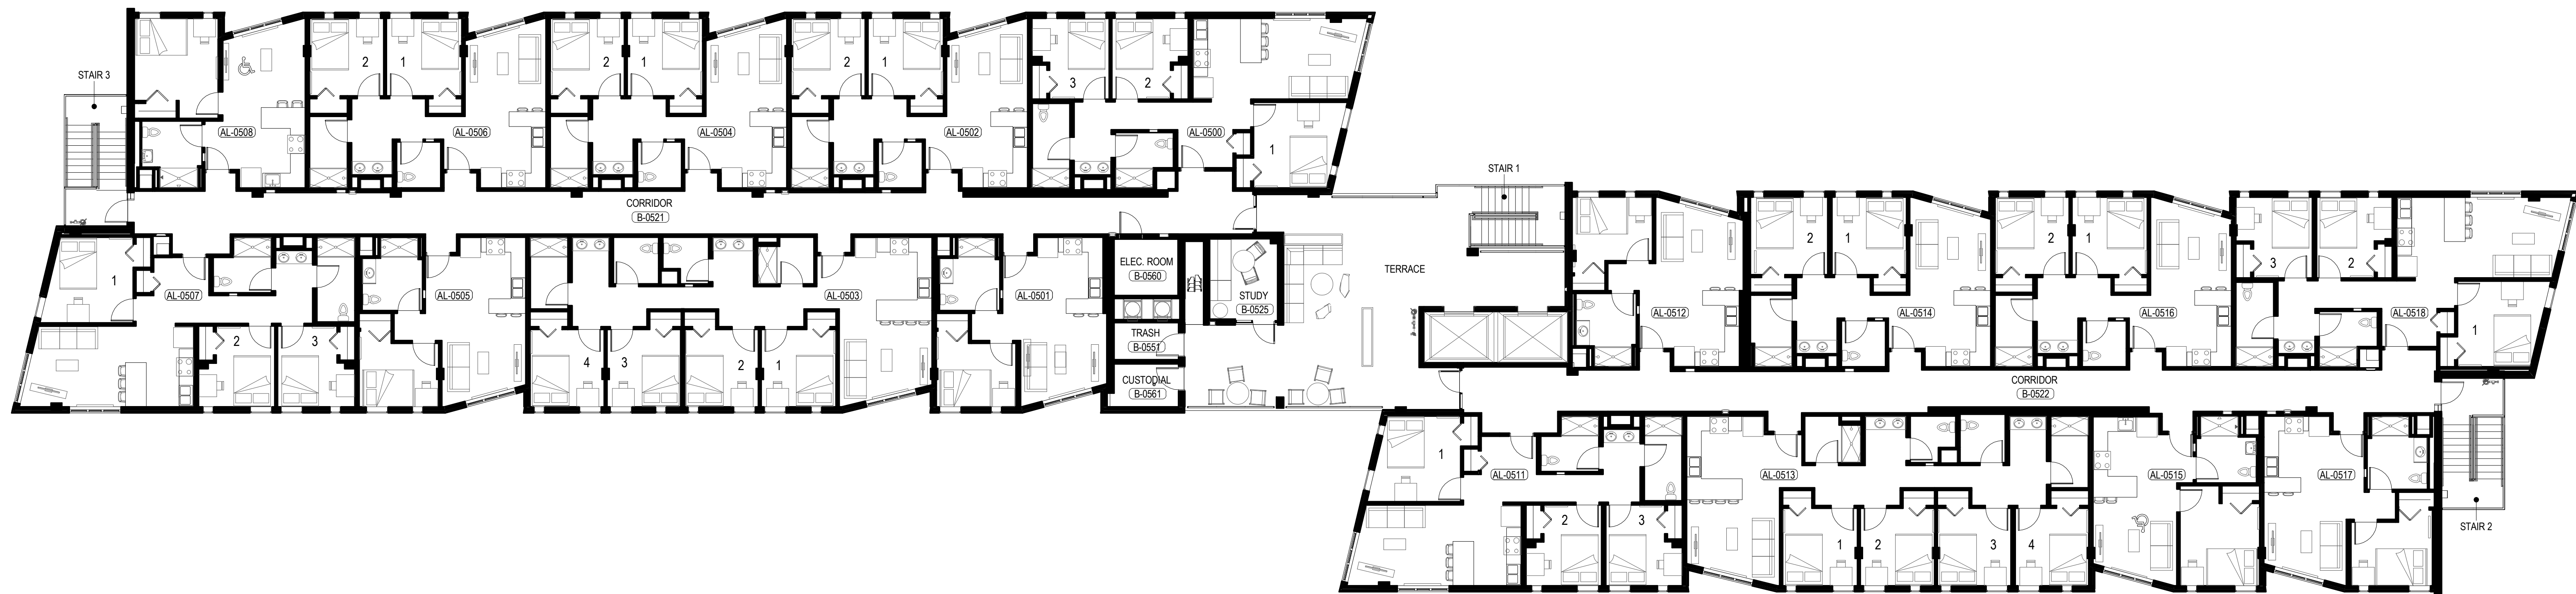 STAIR 3
AL-0508
2
1
AL-0506
2
1
AL-0504
2
1
AL-0502
3
2
AL-0500
1
CORRIDOR
B-0521
1
AL-0507
2
3
AL-0505
4
3
2
1
AL-0503
AL-0501
ELEC. ROOM
B-0560
TRASH
B-0551
CUSTODIAL
B-0561
STUDY
B-0525
TERRACE
STAIR 1
AL-0512
2
1
AL-0514
2
1
AL-0516
3
2
AL-0518
1
CORRIDOR
B-0522
1
AL-0511
2
3
AL-0513
1
2
3
4
AL-0515
AL-0517
STAIR 2